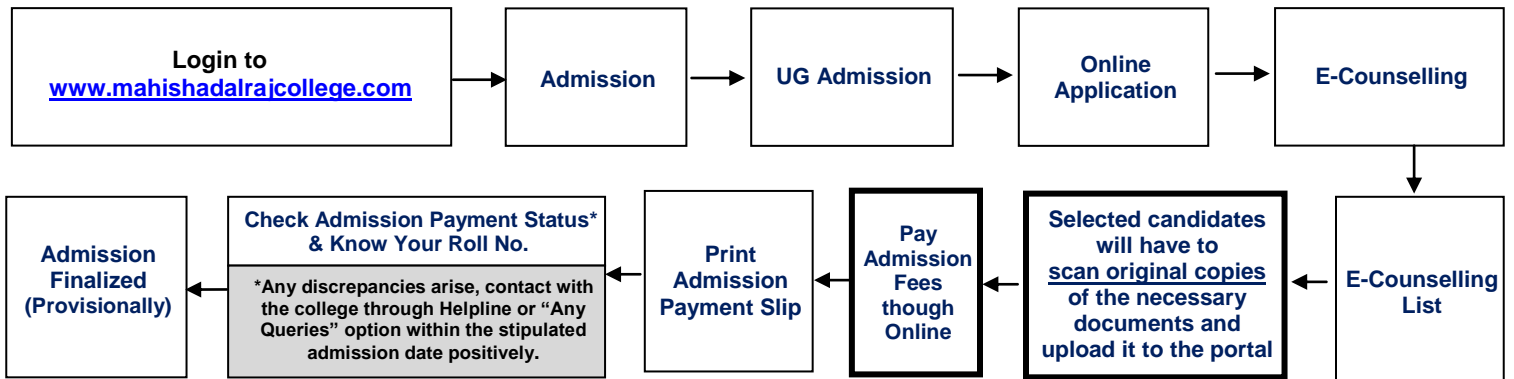 Login to
www.mahishadalrajcollege.com
Admission
UG Admission
Online
Application
E-Counselling
E-Counselling
List
Selected candidates
will have to
scan original copies
of the necessary
documents and
upload it to the portal
Pay
Admission
Fees
though
Online
Print
Admission
Payment Slip
Check Admission Payment Status*
& Know Your Roll No.
*Any discrepancies arise, contact with
the college through Helpline or “Any
Queries” option within the stipulated
admission date positively.
Admission
Finalized
(Provisionally)